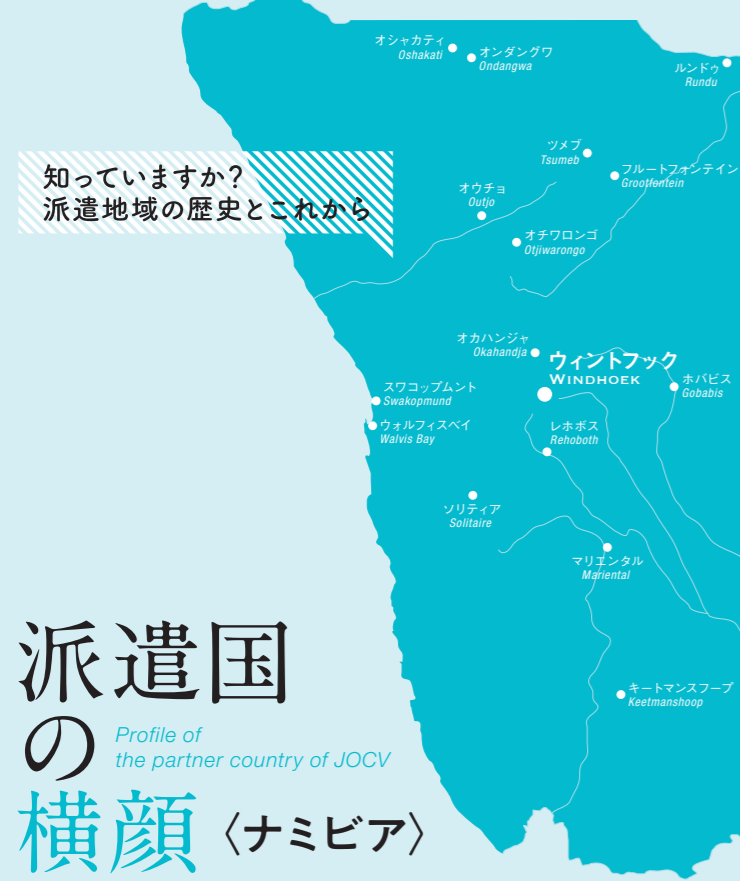 オシャカティ
Oshakati
オンダングワ
Ondangwa
ルンドゥ
Rundu
ツメブ
Tsumeb
フルートフォンテイン
Grootfontein
知っていますか？
派遣地域の歴史とこれから
オウチョ
Outjo
オチワロンゴ
Otjiwarongo
オカハンジャ
Okahandja
ウィントフック
WINDHOEK
ホバビス
Gobabis
スワコップムント
Swakopmund
ウォルフィスベイ
Walvis Bay
レホボス
Rehoboth
ソリティア
Solitaire
マリエンタル
Mariental
キートマンスフープ
Keetmanshoop
派遣国
の
Profile of
the partner country of JOCV
横顔〈ナミビア〉